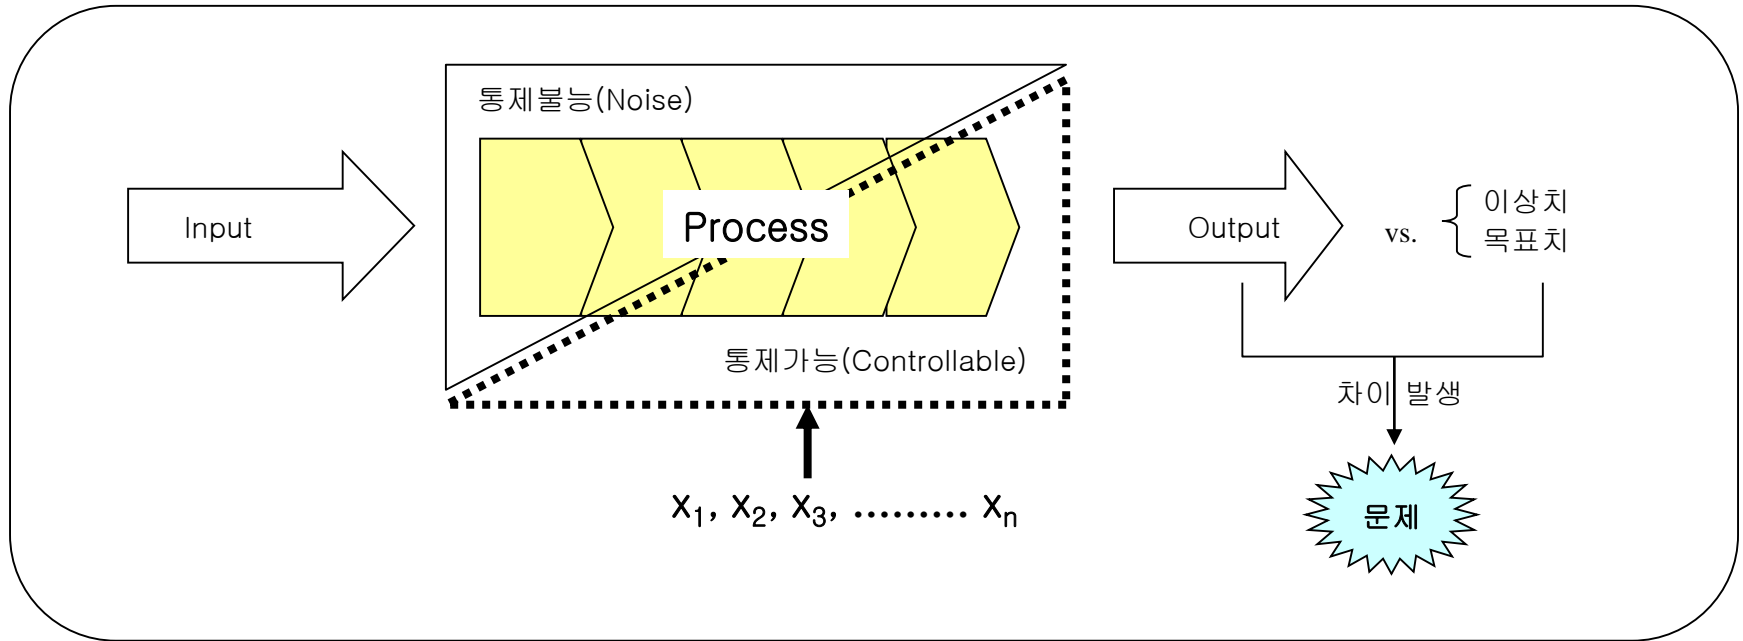 통제불능(Noise)
Input
Process
Output
vs.
이상치
목표치
통제가능(Controllable)
차이 발생
x1, x2, x3, ......... xn
문제